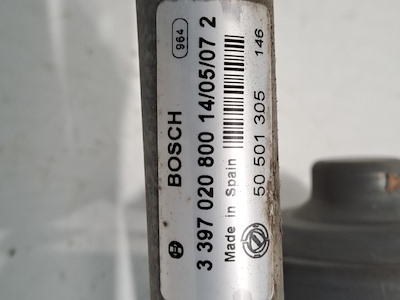 BOSCH 964
3 397 020 800 14/05/07 2
Made in Spain
50 501 305 146